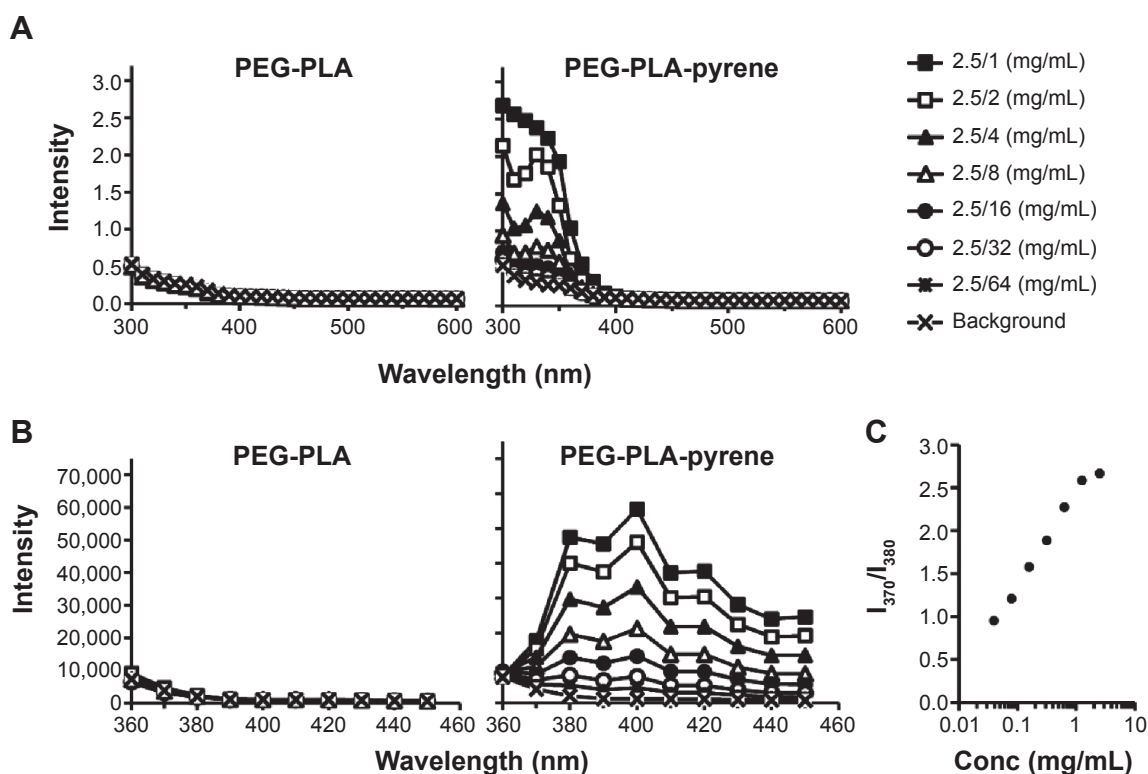 A
PEG-PLA
PEG-PLA-pyrene
Intensity
3.0
2.5
2.0
1.5
1.0
0.5
0.0
300 400 500 600
300 400 500 600
Wavelength (nm)
2.5/1 (mg/mL)
2.5/2 (mg/mL)
2.5/4 (mg/mL)
2.5/8 (mg/mL)
2.5/16 (mg/mL)
2.5/32 (mg/mL)
2.5/64 (mg/mL)
Background
B
PEG-PLA
PEG-PLA-pyrene
Intensity
70,000
60,000
50,000
40,000
30,000
20,000
10,000
0
360 380 400 420 440 460
360 380 400 420 440 460
Wavelength (nm)
C
I370/I380
3.0
2.5
2.0
1.5
1.0
0.5
0.0
0.01 0.1 1 10
Conc (mg/mL)